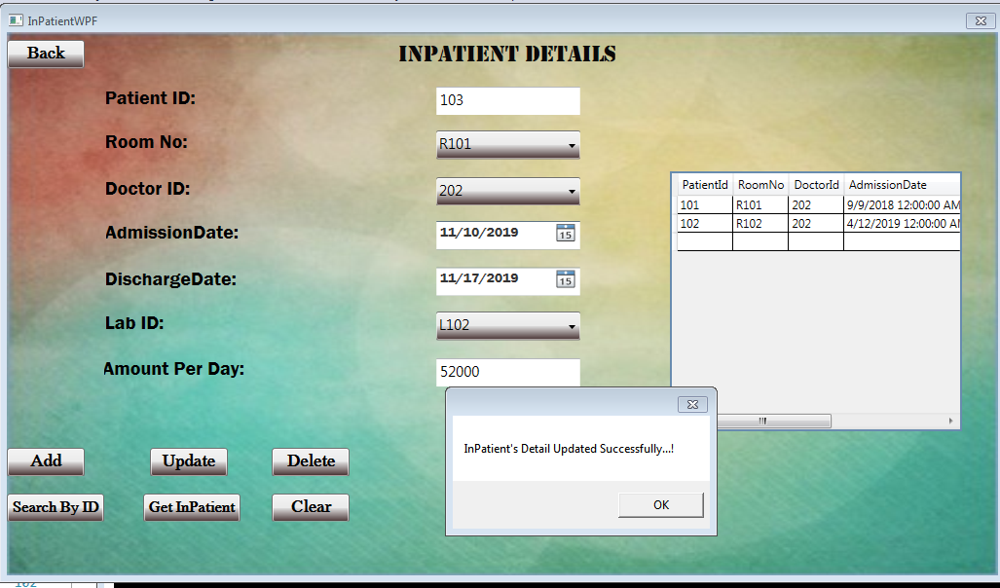 InPatientWPF
Back
INPATIENT DETAILS
Patient ID:
103
Room No:
R101
Doctor ID:
202
AdmissionDate:
11/10/2019
15
DischargeDate:
11/17/2019
15
Lab ID:
L102
Amount Per Day:
52000
PatientId RoomNo DoctorId AdmissionDate
101 R101 202 9/9/2018 12:00:00 AM
102 R102 202 4/12/2019 12:00:00 AM
InPatient's Detail Updated Successfully...!
OK
Add Update Delete
Search By ID Get InPatient Clear
102